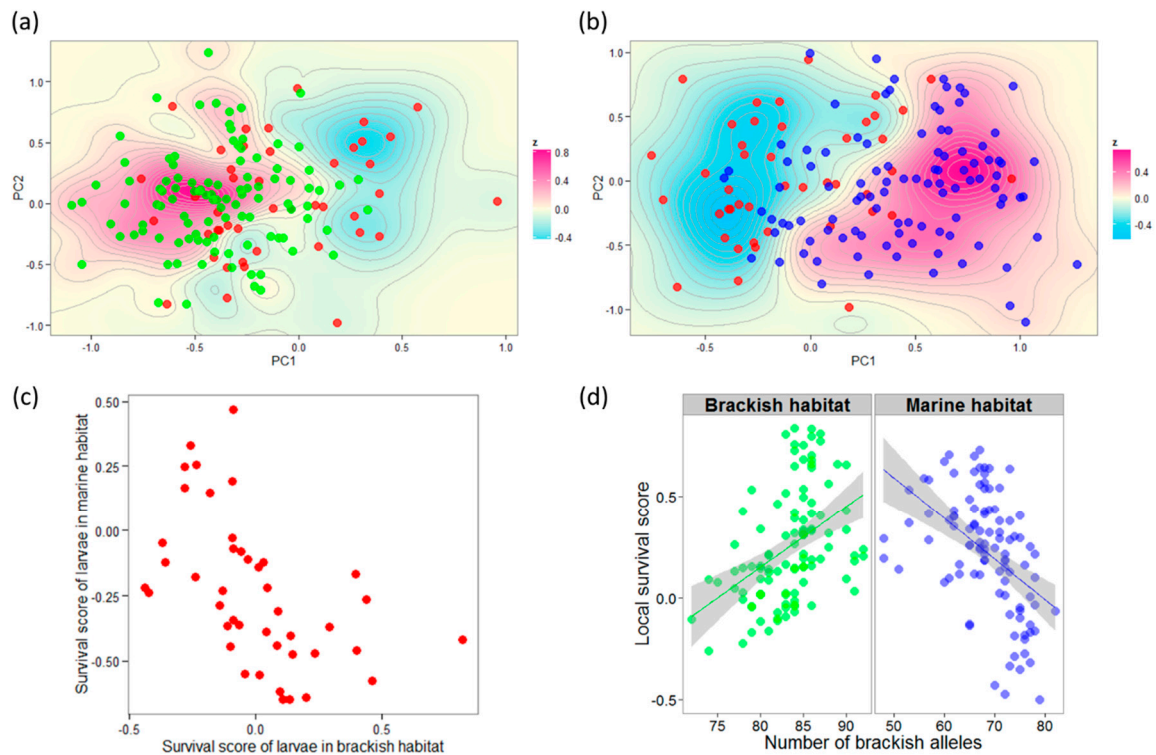 (a)
(b)
PC2
1.0
0.5
0.0
-0.5
-1.0
-1.0
-0.5
0.0
0.5
1.0
PC1
z
0.8
0.4
0.0
-0.4
PC2
1.0
0.5
0.0
-0.5
-1.0
-0.5
0.0
0.5
1.0
PC1
z
0.4
0.0
-0.4
(c)
(d)
Survival score of larvae in marine habitat
0.50
0.25
0.00
-0.25
-0.50
-0.5
0.0
0.5
Survival score of larvae in brackish habitat
Brackish habitat
Marine habitat
Local survival score
0.5
0.0
-0.5
75 80 85 90
50 60 70 80
Number of brackish alleles